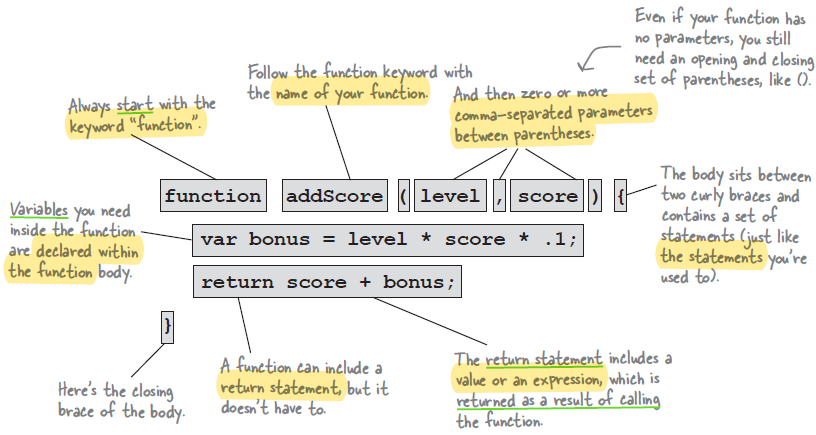 Even if your function has
no parameters, you still
need an opening and closing
set of parentheses, like ().
Follow the function keyword with
the name of your function.
And then zero or more
comma-separated parameters
between parentheses.
Always start with the
keyword "function".
function addScore ( level , score ) {
The body sits between
two curly braces and
contains a set of
statements (just like
the statements you're
used to).
Variables you need
inside the function
are declared within
the function body.
var bonus = level * score * .1;
return score + bonus;
}
Here's the closing
brace of the body.
A function can include a
return statement, but it
doesn't have to.
The return statement includes a
value or an expression, which is
returned as a result of calling
the function.